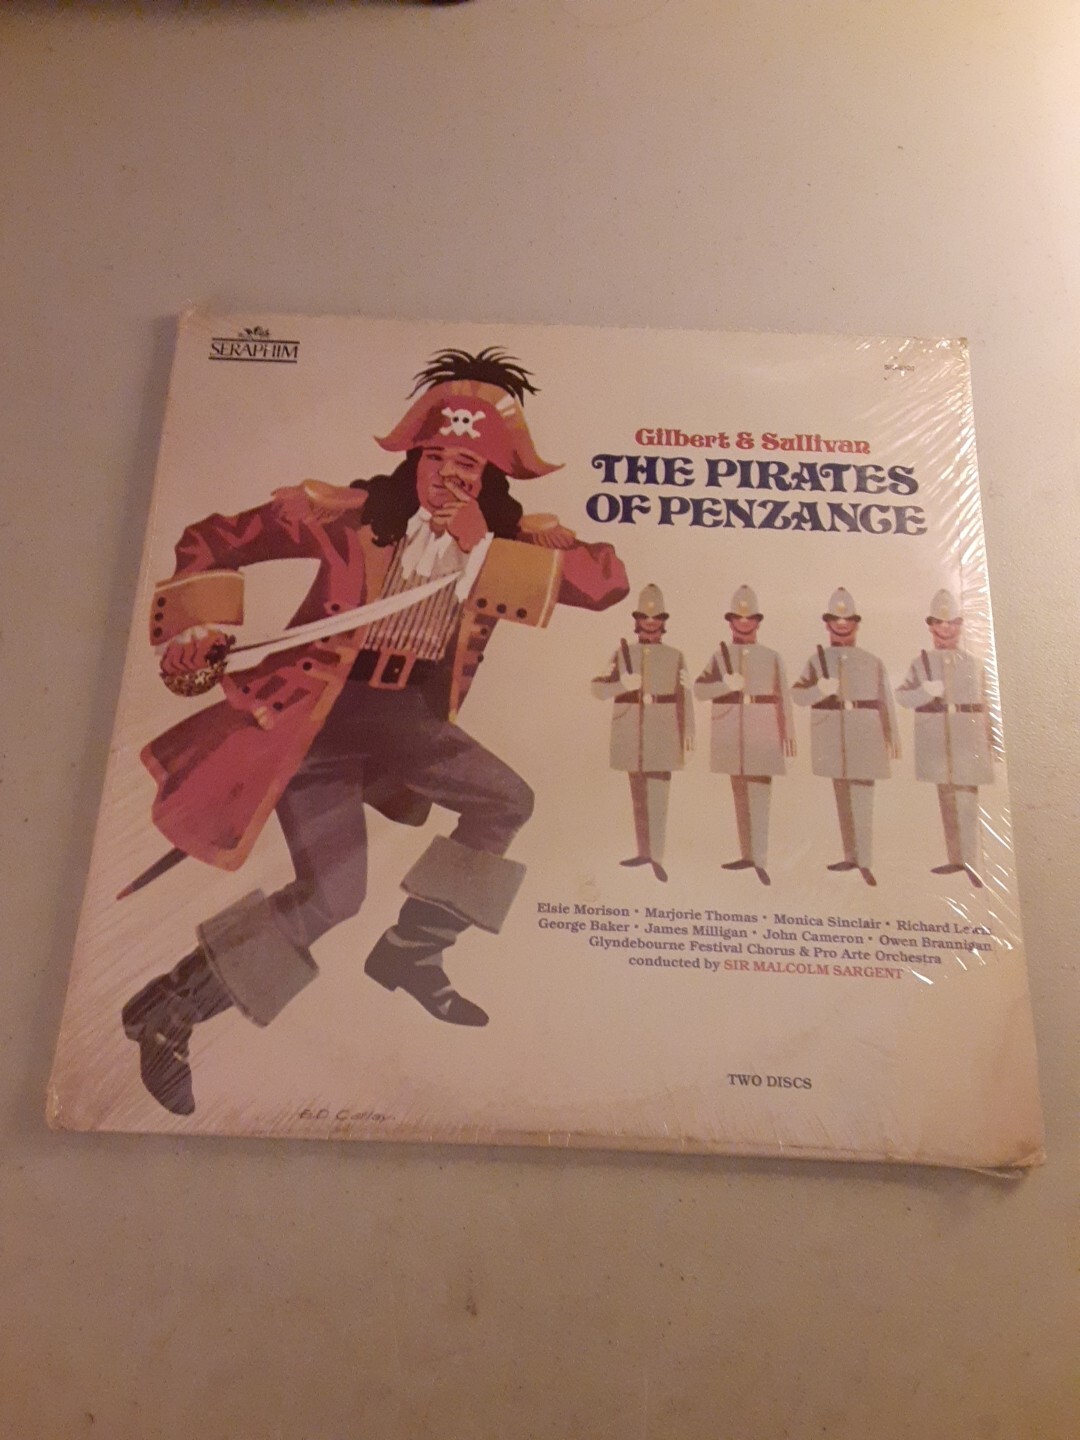 SERAPHIM
Gilbert & Sullivan
THE PIRATES
OF PENZANCE
Elsie Morison • Marjorie Thomas • Monica Sinclair • Richard
George Baker • James Milligan • John Cameron • Owen Brannigan
Glyndebourne Festival Chorus & Pro Arte Orchestra
conducted by SIR MALCOLM SARGENT
TWO DISCS